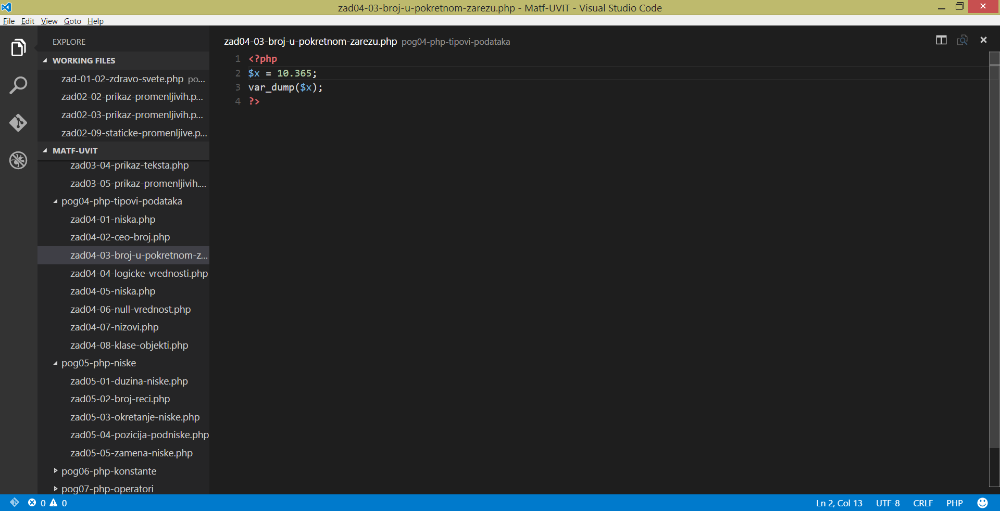 zad04-03-broj-u-pokretnom-zarezu.php - Matf-UVIT - Visual Studio Code
File Edit View Goto Help
EXPLORE
WORKING FILES
zad-01-02-zdravo-svete.php po...
zad02-02-prikaz-promenljivih.p...
zad02-03-prikaz-promenljivih.p...
zad02-09-staticke-promenljive.p...
MATF-UVIT
zad03-04-prikaz-teksta.php
zad03-05-prikaz-promenljivih....
pog04-php-tipovi-podataka
zad04-01-niska.php
zad04-02-ceo-broj.php
zad04-03-broj-u-pokretnom-z...
zad04-04-logicke-vrednosti.php
zad04-05-niska.php
zad04-06-null-vrednost.php
zad04-07-nizovi.php
zad04-08-klase-objekti.php
pog05-php-niske
zad05-01-duzina-niske.php
zad05-02-broj-reci.php
zad05-03-okretanje-niske.php
zad05-04-pozicija-podniske.php
zad05-05-zamena-niske.php
pog06-php-konstante
pog07-php-operatori
zad04-03-broj-u-pokretnom-zarezu.php pog04-php-tipovi-podataka
1 <?php
2 $x = 10.365;
3 var_dump($x);
4 ?>
0 0
Ln 2, Col 13 UTF-8 CRLF PHP